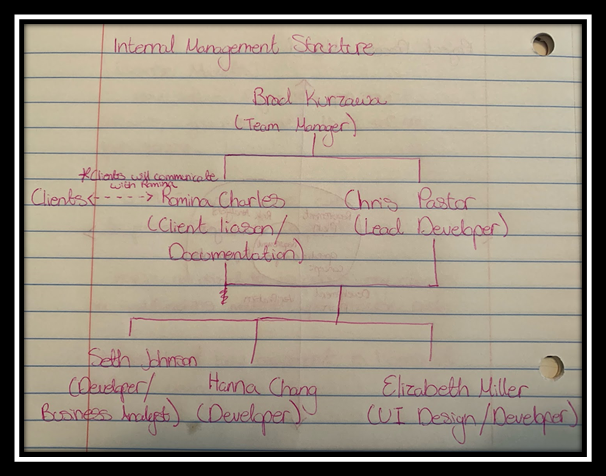 Internal Management Structure
Brad Kurzawa
(Team Manager)
*Clients will communicate
with Romina
Clients <----> Romina Charles
(Client liason/
Documentation)
Chris Pastor
(Lead Developer)
Seth Johnson
(Developer/
Business Analyst)
Hanna Chang
(Developer)
Elizabeth Miller
(UI Design/Developer)